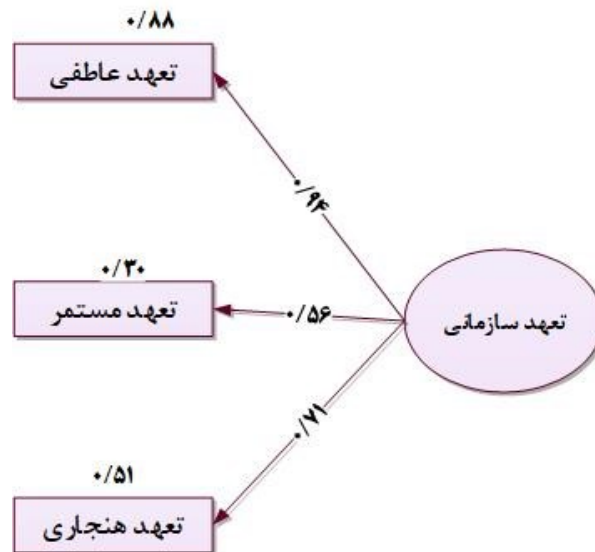 ۰/۸۸
تعهد عاطفی
۰/۹۴
۰/۳۰
تعهد مستمر
۰/۵۶
تعهد سازمانی
۰/۷۱
۰/۵۱
تعهد هنجاری